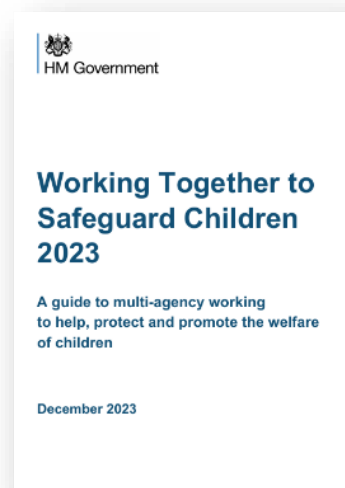 HM Government
Working Together to
Safeguard Children
2023
A guide to multi-agency working
to help, protect and promote the welfare
of children
December 2023